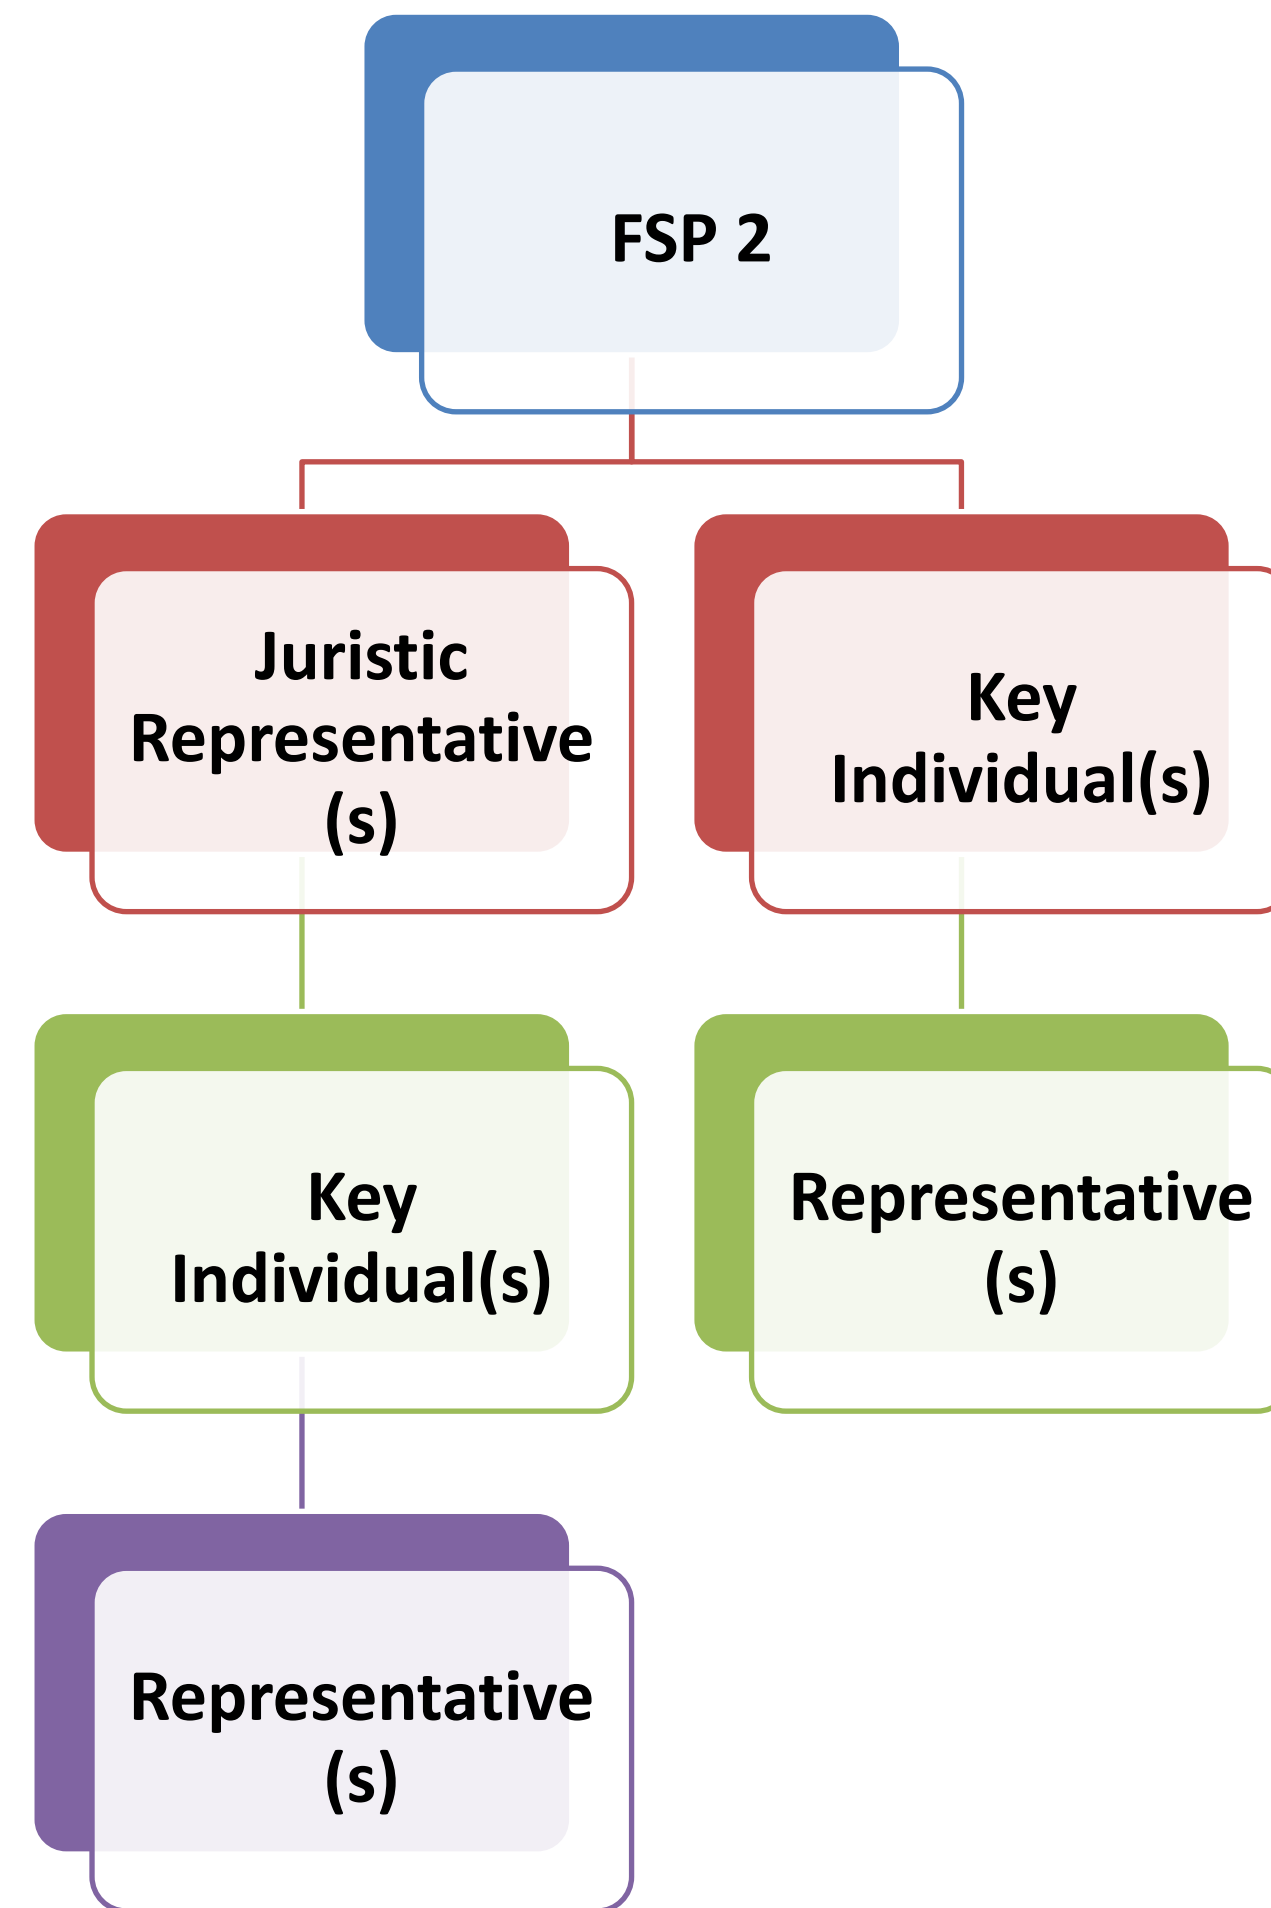 FSP 2
Juristic
Representative
(s)
Key
Individual(s)
Key
Individual(s)
Representative
(s)
Representative
(s)